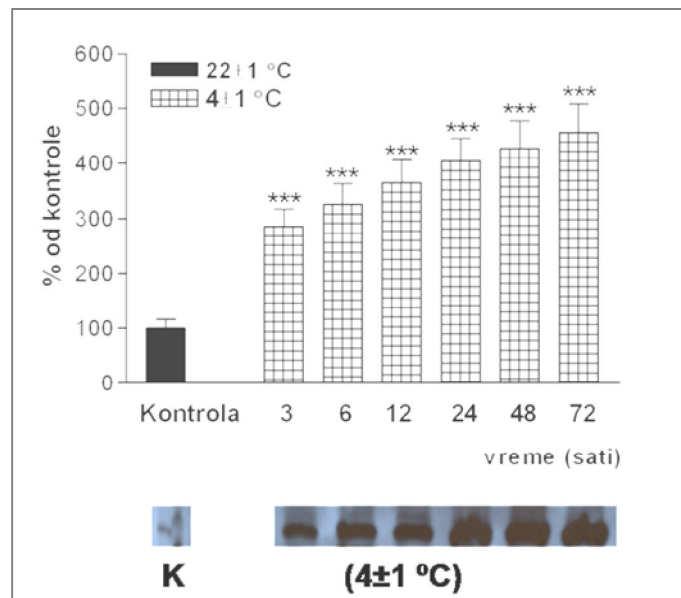 600
500
400
300
200
100
0
% od kontrole
22±1 °C
4±1 °C
***
***
***
***
***
***
Kontrola 3 6 12 24 48 72
vreme (sati)
K (4±1 ºC)